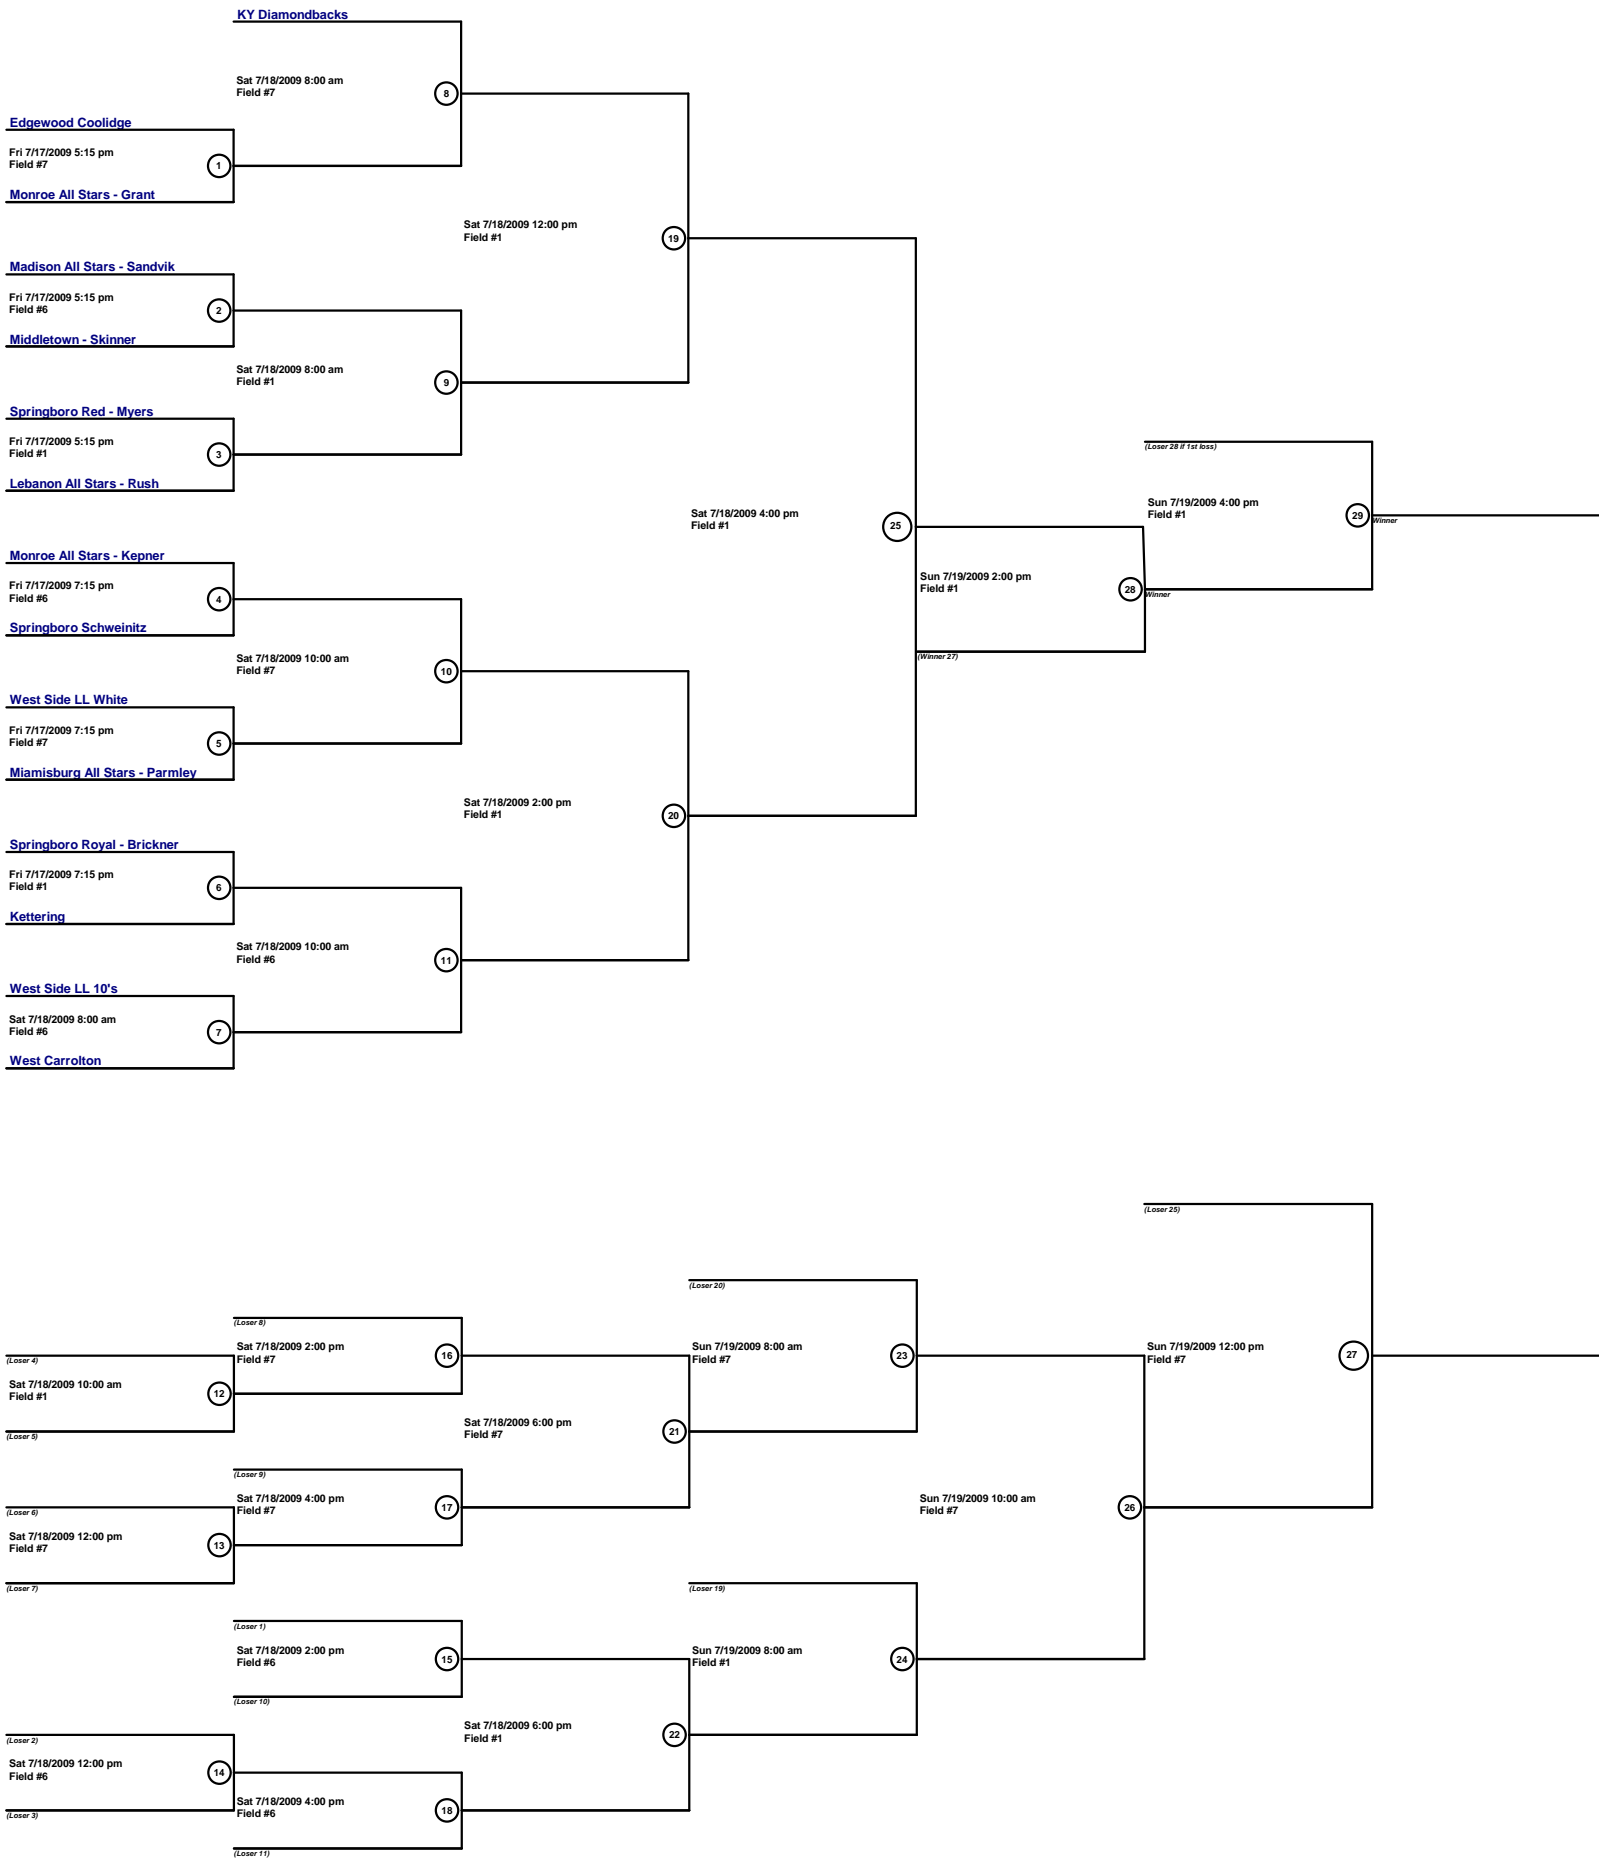 KY Diamondbacks
Sat 7/18/2009 8:00 am
Field #7
8
Edgewood Coolidge
Fri 7/17/2009 5:15 pm
Field #7
1
Monroe All Stars - Grant
Sat 7/18/2009 12:00 pm
Field #1
19
Madison All Stars - Sandvik
Fri 7/17/2009 5:15 pm
Field #6
2
Middletown - Skinner
Sat 7/18/2009 8:00 am
Field #1
9
Springboro Red - Myers
Fri 7/17/2009 5:15 pm
Field #1
3
Lebanon All Stars - Rush
(Loser 28 if 1st loss)
Sun 7/19/2009 4:00 pm
Field #1
29
Winner
Sat 7/18/2009 4:00 pm
Field #1
25
Monroe All Stars - Kepner
Fri 7/17/2009 7:15 pm
Field #6
4
Springboro Schweinitz
Sun 7/19/2009 2:00 pm
Field #1
28
Winner
(Winner 27)
Sat 7/18/2009 10:00 am
Field #7
10
West Side LL White
Fri 7/17/2009 7:15 pm
Field #7
5
Miamisburg All Stars - Parmley
Sat 7/18/2009 2:00 pm
Field #1
20
Springboro Royal - Brickner
Fri 7/17/2009 7:15 pm
Field #1
6
Kettering
Sat 7/18/2009 10:00 am
Field #6
11
West Side LL 10's
Sat 7/18/2009 8:00 am
Field #6
7
West Carrolton
(Loser 25)
(Loser 20)
(Loser 8)
Sat 7/18/2009 2:00 pm
Field #7
16
Sun 7/19/2009 8:00 am
Field #7
23
Sun 7/19/2009 12:00 pm
Field #7
27
(Loser 4)
Sat 7/18/2009 10:00 am
Field #1
12
(Loser 5)
Sat 7/18/2009 6:00 pm
Field #7
21
(Loser 9)
Sat 7/18/2009 4:00 pm
Field #7
17
Sun 7/19/2009 10:00 am
Field #7
26
(Loser 6)
Sat 7/18/2009 12:00 pm
Field #7
13
(Loser 7)
(Loser 19)
(Loser 1)
Sat 7/18/2009 2:00 pm
Field #6
15
Sun 7/19/2009 8:00 am
Field #1
24
(Loser 10)
Sat 7/18/2009 6:00 pm
Field #1
22
(Loser 2)
Sat 7/18/2009 12:00 pm
Field #6
14
(Loser 3)
Sat 7/18/2009 4:00 pm
Field #6
18
(Loser 11)